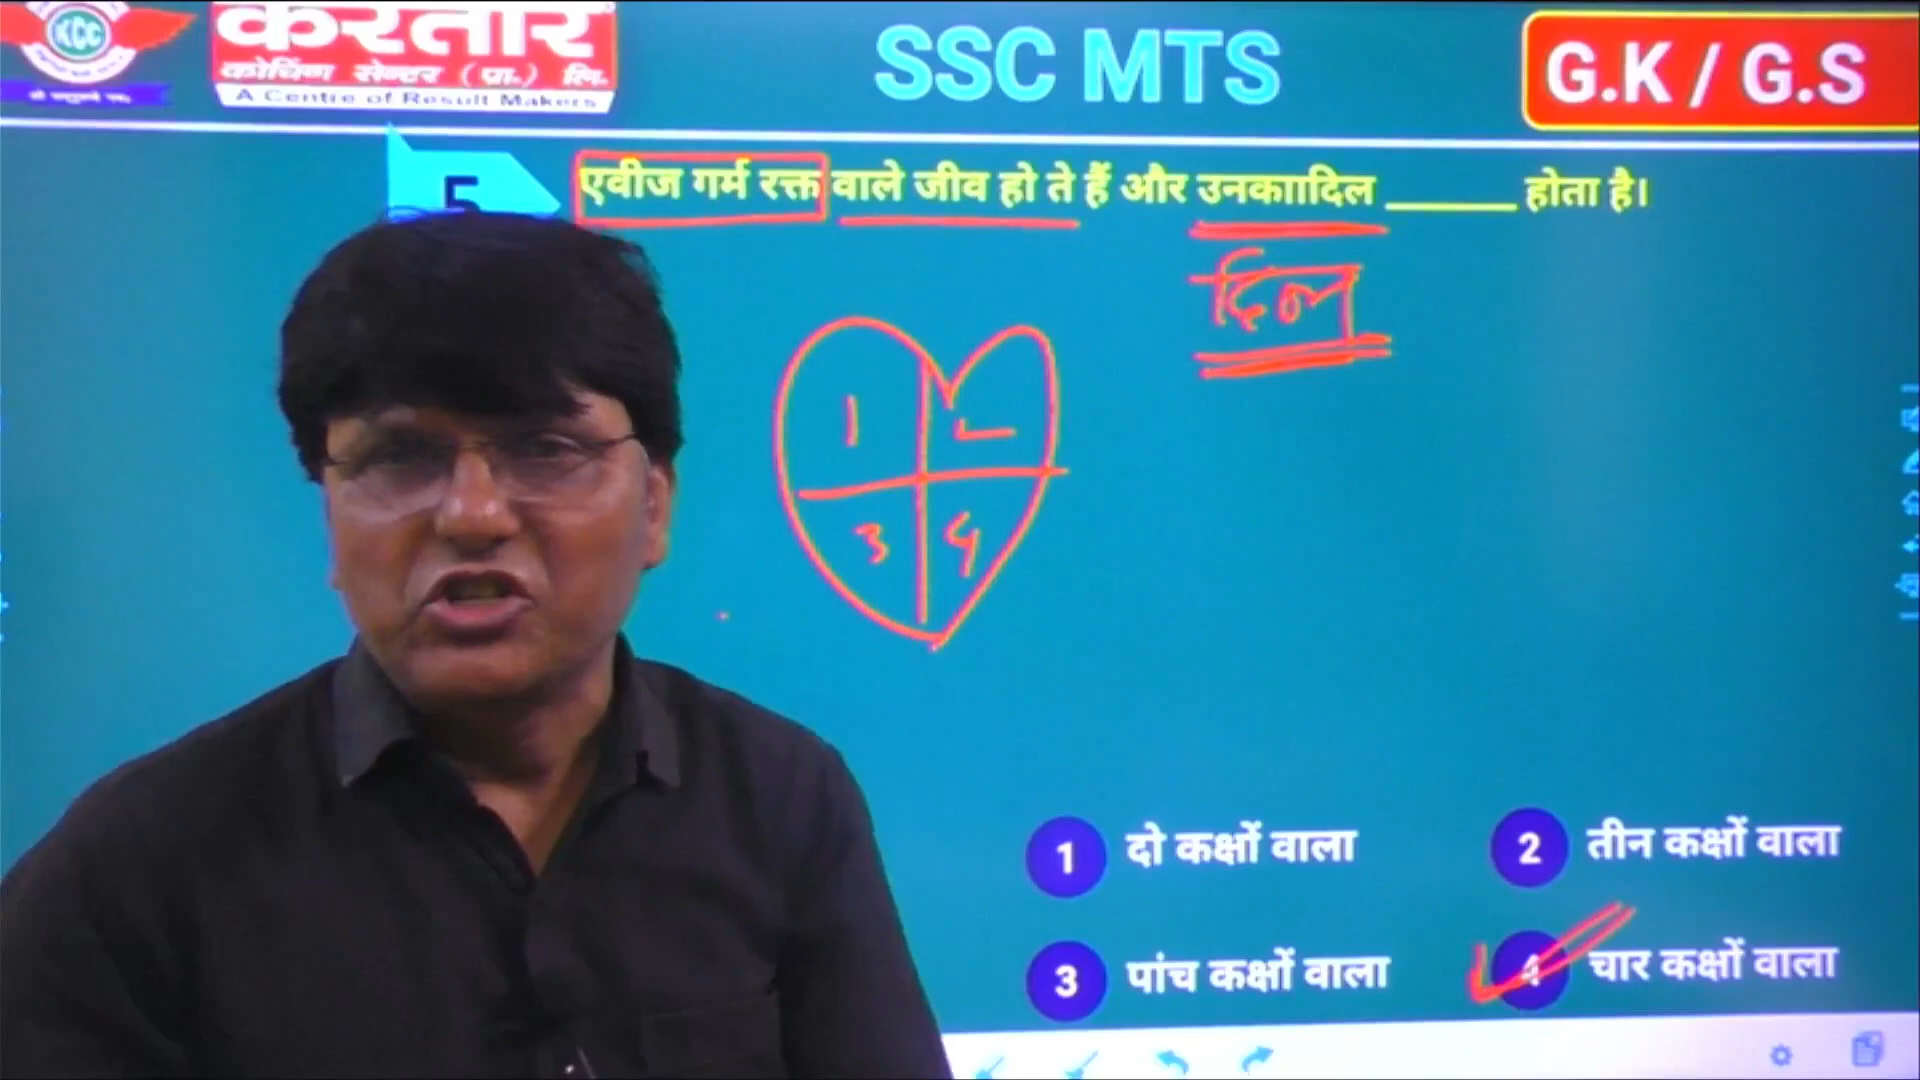 KCC
करतार
कोचिंग सेन्टर (प्रा.) लि.
A Centre of Result Makers
SSC MTS
G.K / G.S
5
एवीज गर्म रक्त वाले जीव हो ते हैं और उनकाादिल ______ होता है।
दिल
1 2
3 4
1 दो कक्षों वाला
2 तीन कक्षों वाला
3 पांच कक्षों वाला
4 चार कक्षों वाला